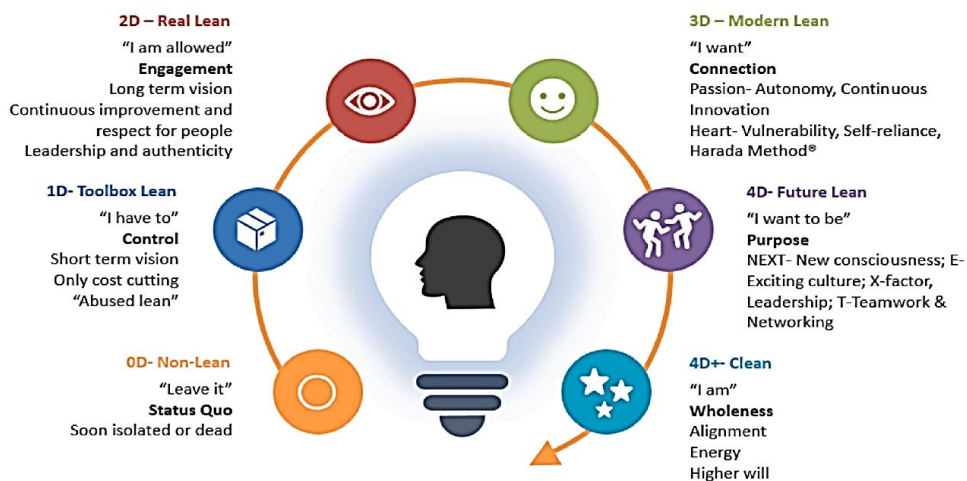 2D – Real Lean
“I am allowed”
Engagement
Long term vision
Continuous improvement and
respect for people
Leadership and authenticity
1D- Toolbox Lean
“I have to”
Control
Short term vision
Only cost cutting
“Abused lean”
0D- Non-Lean
“Leave it”
Status Quo
Soon isolated or dead
3D – Modern Lean
“I want”
Connection
Passion- Autonomy, Continuous
Innovation
Heart- Vulnerability, Self-reliance,
Harada Method®
4D- Future Lean
“I want to be”
Purpose
NEXT- New consciousness; E-
Exciting culture; X-factor,
Leadership; T-Teamwork &
Networking
4D+- Clean
“I am”
Wholeness
Alignment
Energy
Higher will